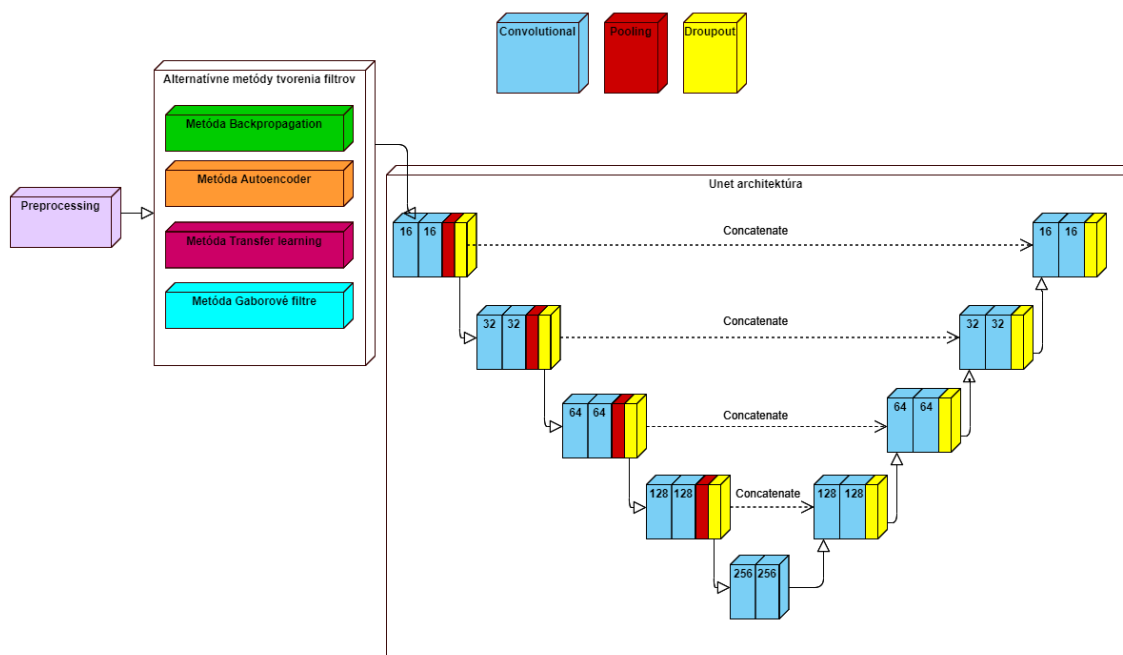 Convolutional
Pooling
Droupout
Alternatívne metódy tvorenia filtrov
Metóda Backpropagation
Metóda Autoencoder
Metóda Transfer learning
Metóda Gaborové filtre
Preprocessing
Unet architektúra
16 16
Concatenate
16 16
32 32
Concatenate
32 32
64 64
Concatenate
64 64
128 128
Concatenate
128 128
256 256